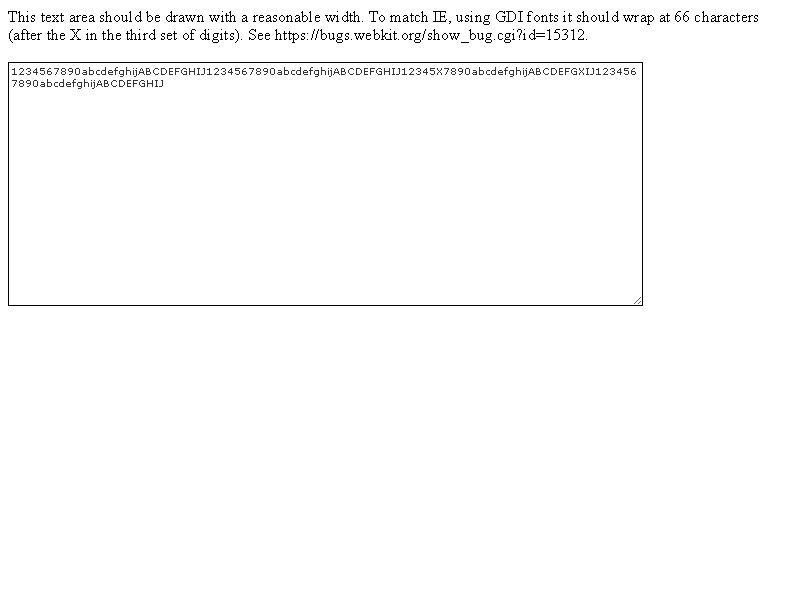 This text area should be drawn with a reasonable width. To match IE, using GDI fonts it should wrap at 66 characters
(after the X in the third set of digits). See https://bugs.webkit.org/show_bug.cgi?id=15312.
1234567890abcdefghijABCDEFGHIJ1234567890abcdefghijABCDEFGHIJ12345X7890abcdefghijABCDEFGXIJ123456
7890abcdefghijABCDEFGHIJ